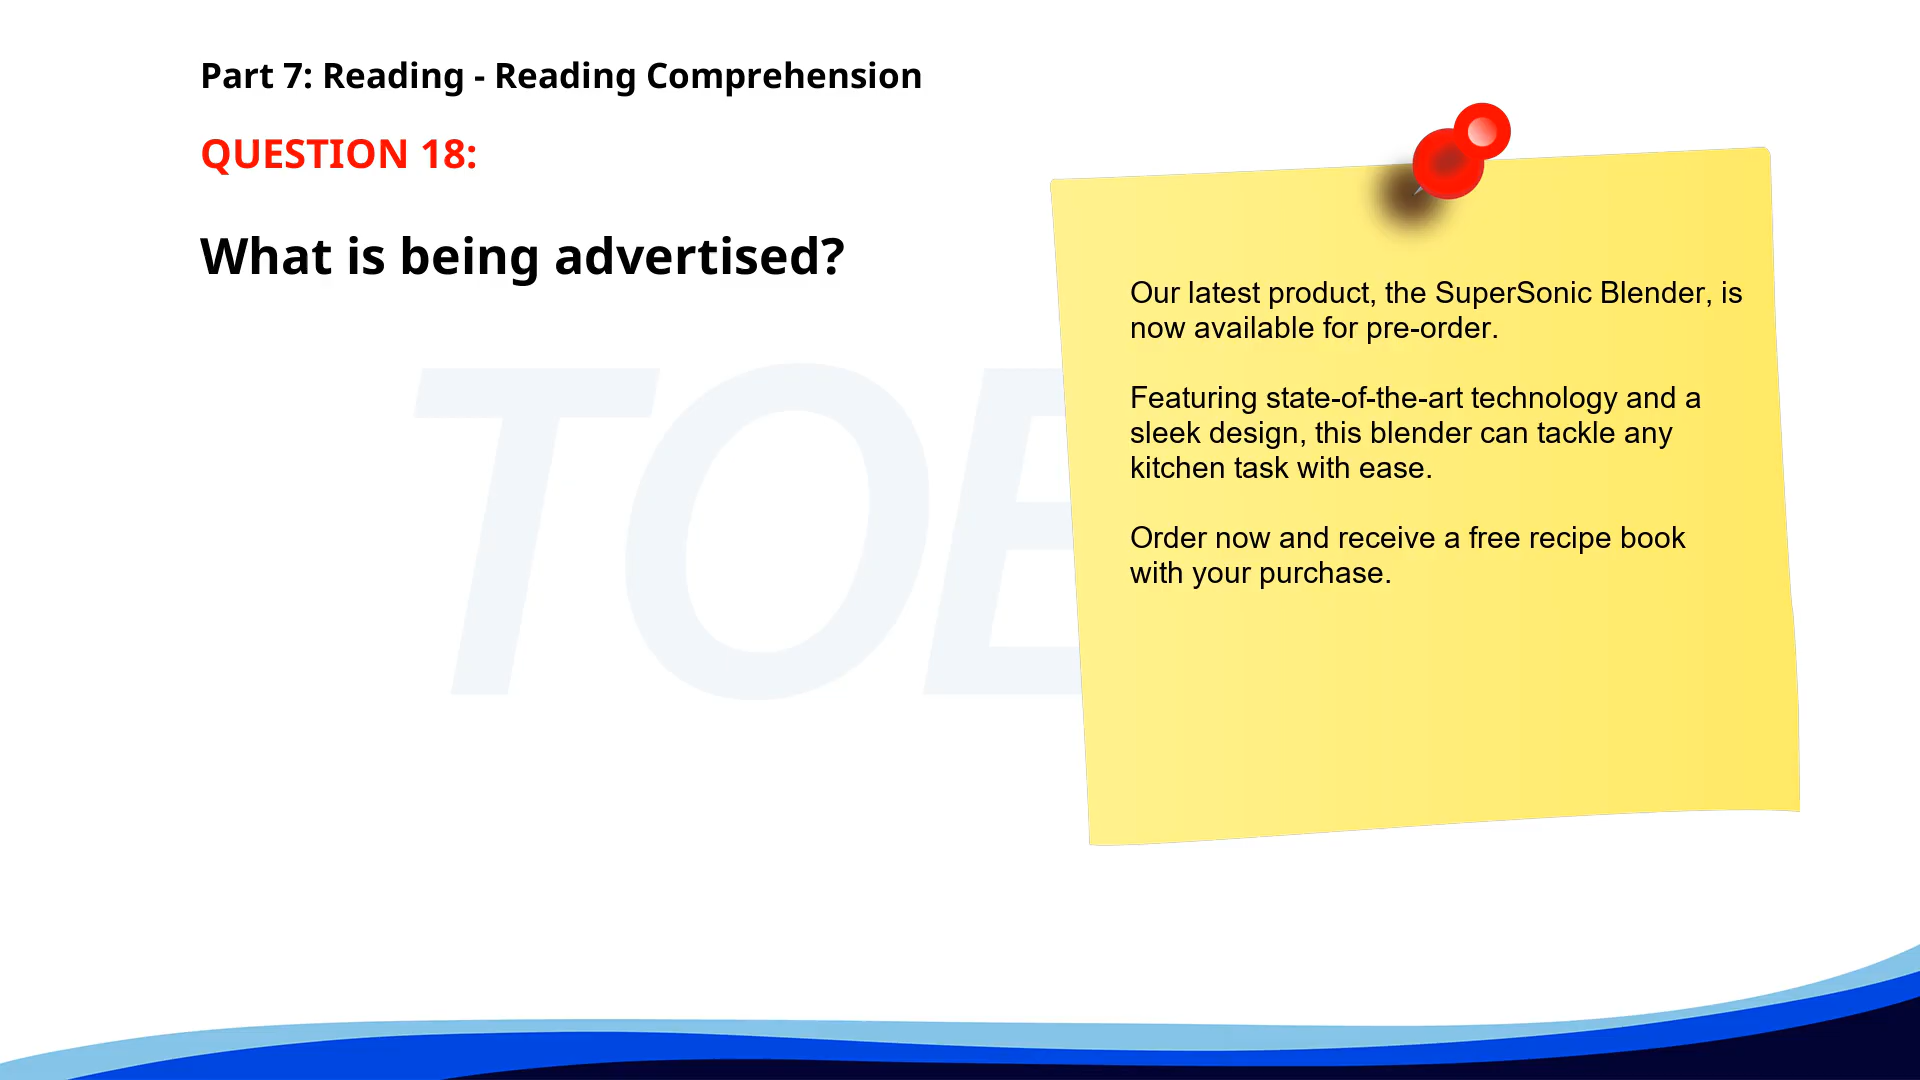 Part 7: Reading - Reading Comprehension
QUESTION 18:
What is being advertised?
Our latest product, the SuperSonic Blender, is
now available for pre-order.
Featuring state-of-the-art technology and a
sleek design, this blender can tackle any
kitchen task with ease.
Order now and receive a free recipe book
with your purchase.
TOE